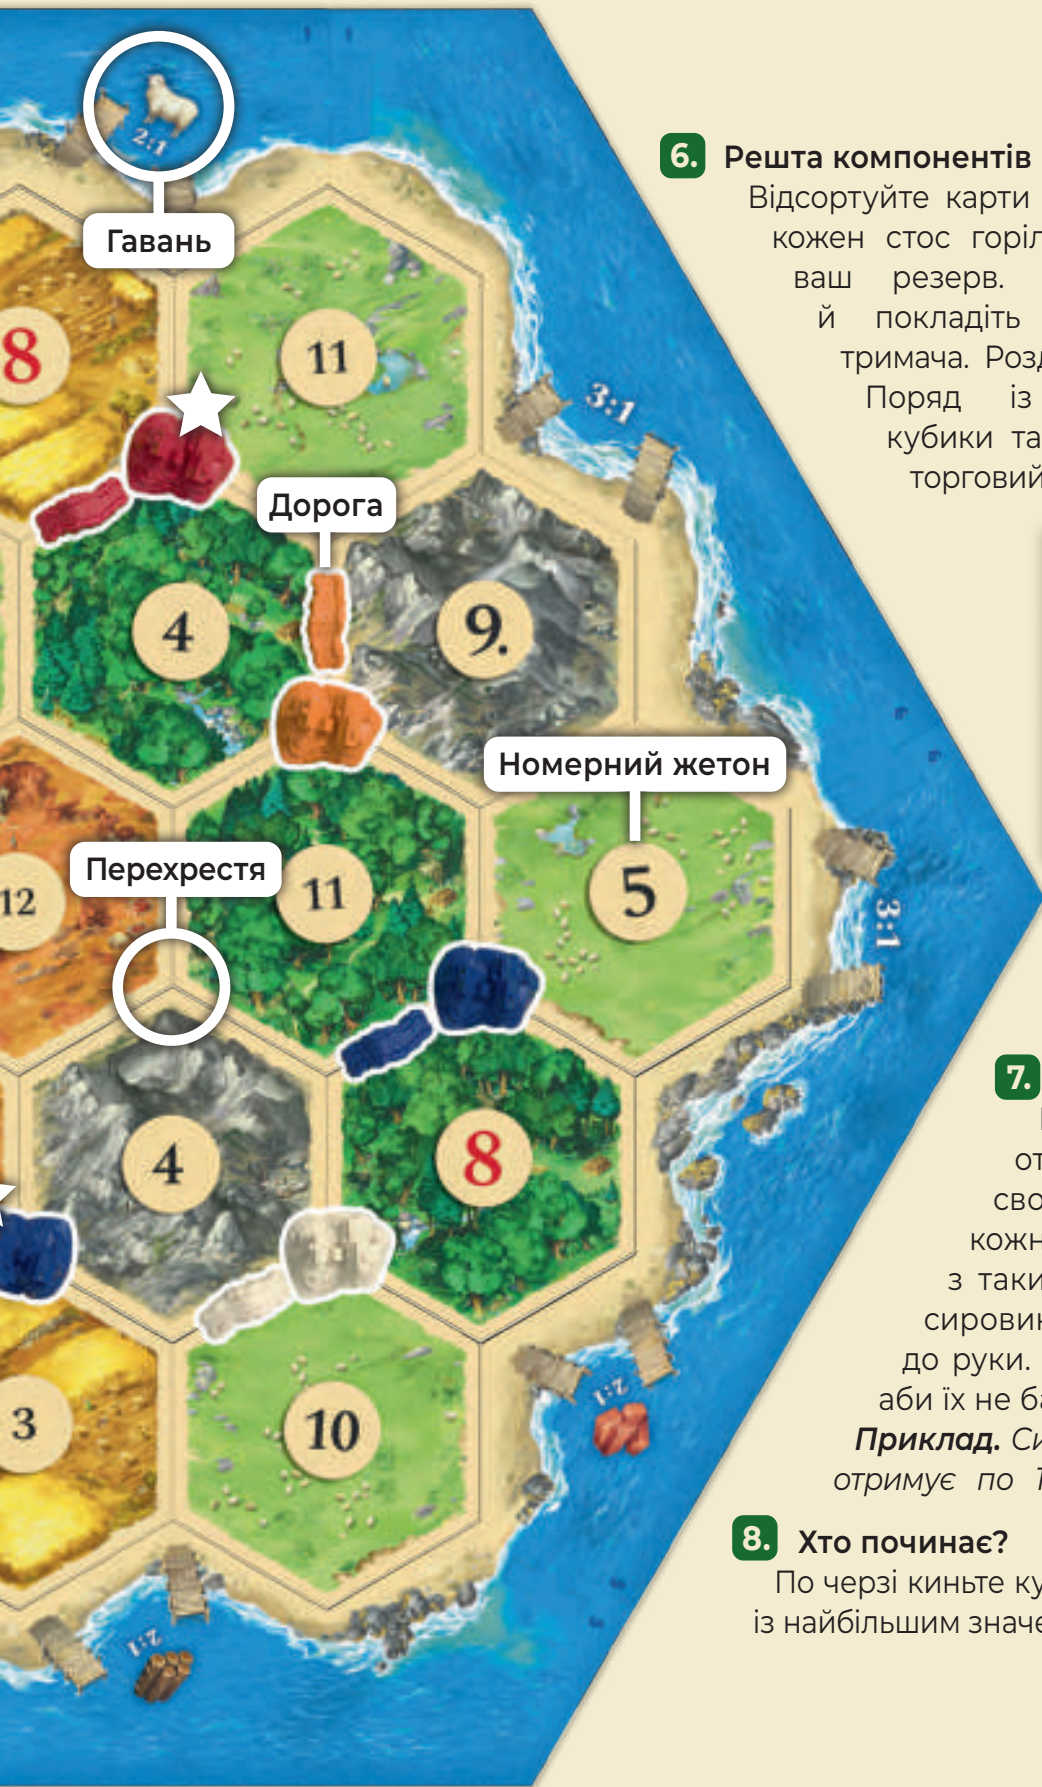 2:1
Гавань
8
11
3:1
Дорога
4
9.
Номерний жетон
Перехрестя
12
11
5
3:1
4
8
3
10
2:1
2:1
6. Решта компонентів
Відсортуйте карти
кожен стос горіл
ваш резерв.
й покладіть
тримача. Розд
Поряд із
кубики та
торговий
7.
от
сво
кожн
з таки
сировин
до руки.
аби їх не ба
Приклад. Си
отримує по 1
8. Хто починає?
По черзі киньте ку
із найбільшим значе